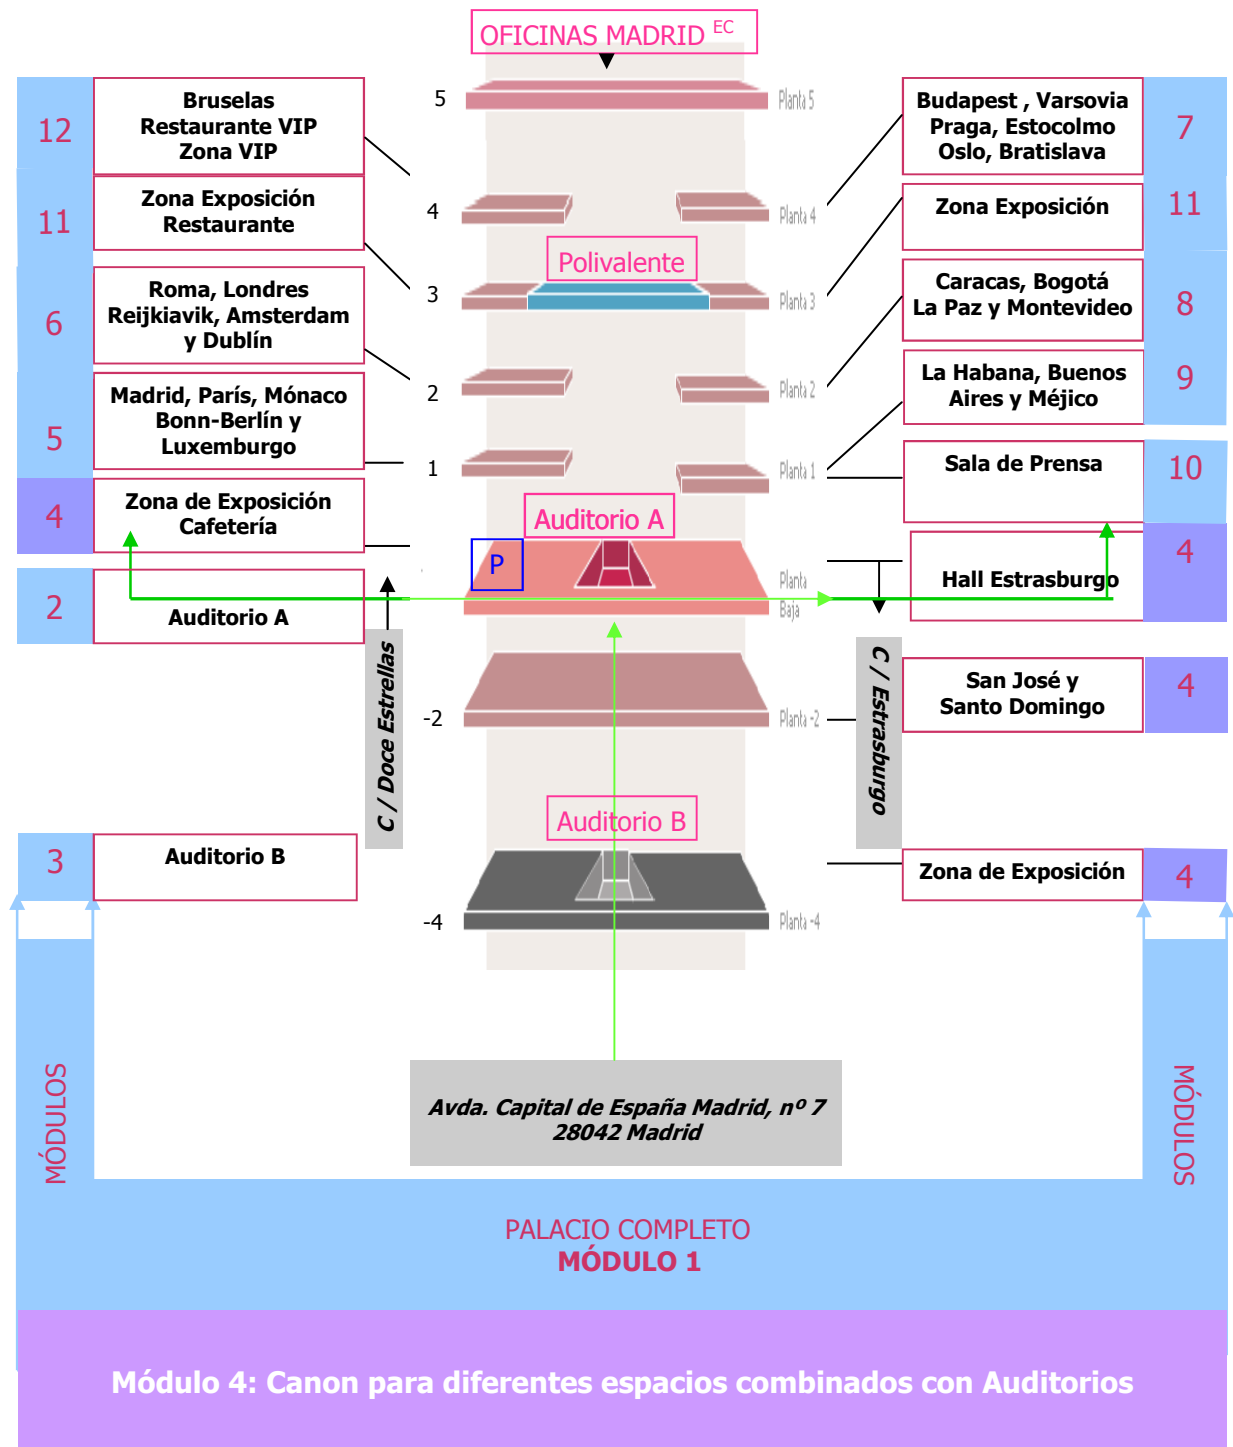 OFICINAS MADRID EC
12
Bruselas
Restaurante VIP
Zona VIP
5
Planta 5
Budapest , Varsovia
Praga, Estocolmo
Oslo, Bratislava
7
11
Zona Exposición
Restaurante
4
Planta 4
Zona Exposición
11
Polivalente
6
Roma, Londres
Reijkiavik, Amsterdam
y Dublín
3
Planta 3
Caracas, Bogotá
La Paz y Montevideo
8
5
Madrid, París, Mónaco
Bonn-Berlín y
Luxemburgo
2
Planta 2
La Habana, Buenos
Aires y Méjico
9
1
Planta 1
Sala de Prensa
10
4
Zona de Exposición
Cafetería
Auditorio A
P
Planta
Baja
Hall Estrasburgo
4
2
Auditorio A
C / Doce Estrellas
C / Estrasburgo
-2
Planta -2
San José y
Santo Domingo
4
Auditorio B
3
Auditorio B
-4
Planta -4
Zona de Exposición
4
MÓDULOS
MÓDULOS
Avda. Capital de España Madrid, nº 7
28042 Madrid
PALACIO COMPLETO
MÓDULO 1
Módulo 4: Canon para diferentes espacios combinados con Auditorios